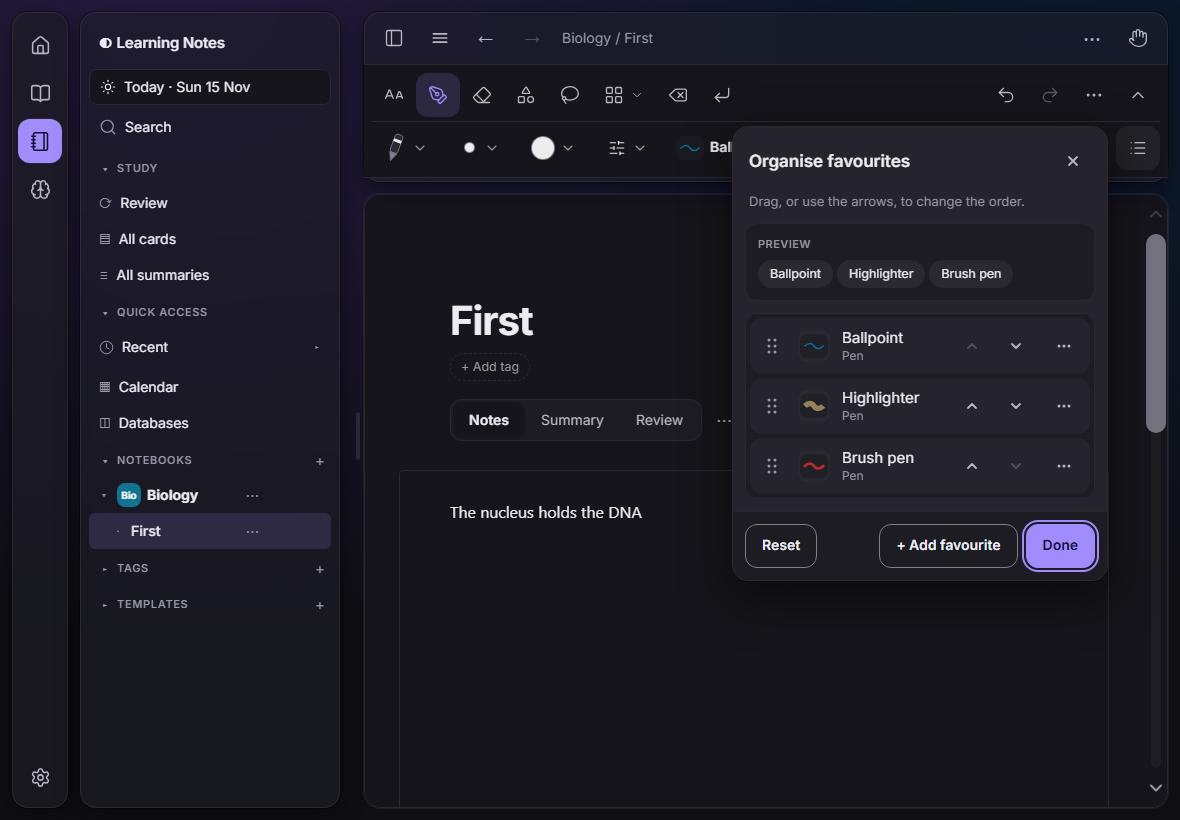 Learning Notes
Today · Sun 15 Nov
Search
STUDY
Review
All cards
All summaries
QUICK ACCESS
Recent
Calendar
Databases
NOTEBOOKS
Bio Biology
First
TAGS
TEMPLATES
Biology / First
AA
Ball
First
+ Add tag
Notes Summary Review
The nucleus holds the DNA
Organise favourites
Drag, or use the arrows, to change the order.
PREVIEW
Ballpoint Highlighter Brush pen
Ballpoint
Pen
Highlighter
Pen
Brush pen
Pen
Reset + Add favourite Done